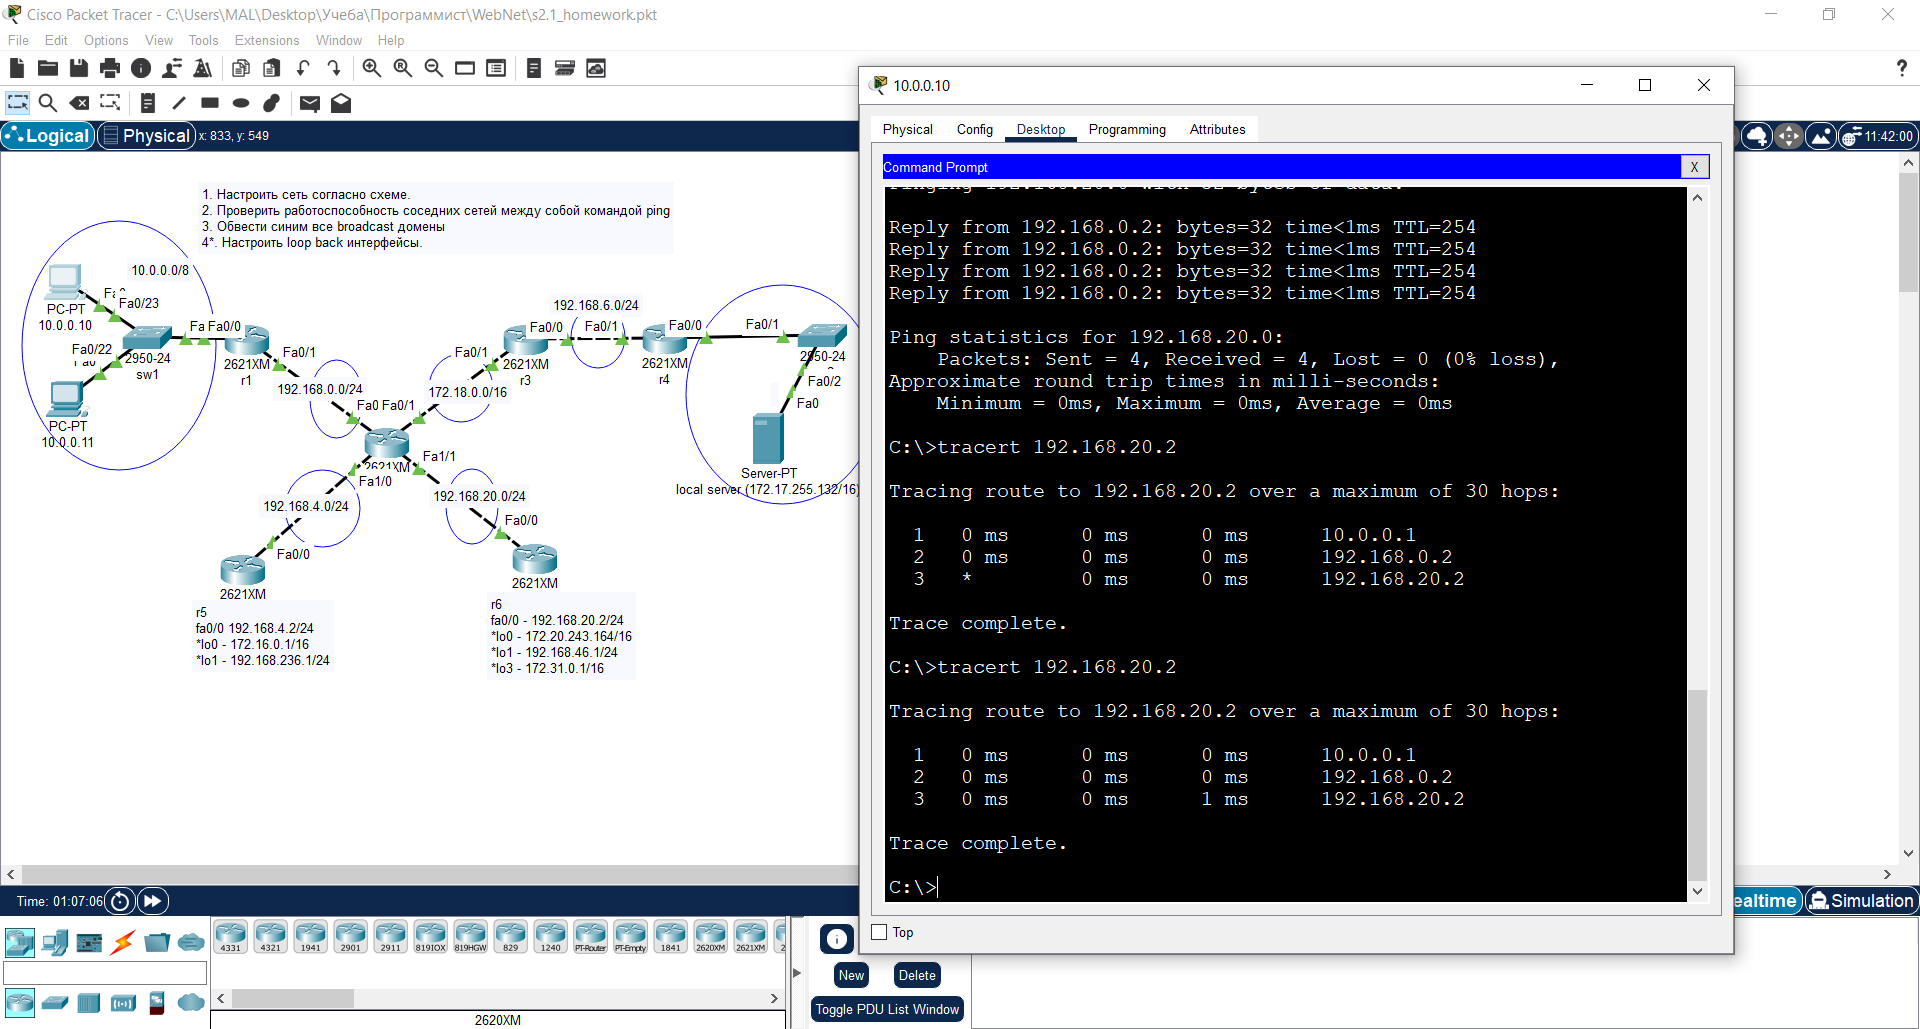 Cisco Packet Tracer - C:\Users\MAL\Desktop\Учеба\Программист\WebNet\s2.1_homework.pkt
File Edit Options View Tools Extensions Window Help
Logical Physical x: 833, y: 549
11:42:00
1. Настроить сеть согласно схеме.
2. Проверить работоспособность соседних сетей между собой командой ping
3. Обвести синим все broadcast домены
4*. Настроить loop back интерфейсы.
10.0.0.0/8
Fa0/23
PC-PT
10.0.0.10
Fa0/22
2950-24
sw1
PC-PT
10.0.0.11
Fa Fa0/0
2621XM
r1
Fa0/1
192.168.0.0/24
Fa0 Fa0/1
2621XM
Fa1/1
Fa1/0
172.18.0.0/16
Fa0/1
Fa0/0
2621XM
r3
192.168.6.0/24
Fa0/1
Fa0/0
2621XM
r4
Fa0/1
2950-24
Fa0/2
Fa0
Server-PT
local server (172.17.255.132/16)
192.168.4.0/24
Fa0/0
2621XM
r5
fa0/0 192.168.4.2/24
*lo0 - 172.16.0.1/16
*lo1 - 192.168.236.1/24
192.168.20.0/24
Fa0/0
2621XM
r6
fa0/0 - 192.168.20.2/24
*lo0 - 172.20.243.164/16
*lo1 - 192.168.46.1/24
*lo3 - 172.31.0.1/16
10.0.0.10
Physical Config Desktop Programming Attributes
Command Prompt X
Reply from 192.168.0.2: bytes=32 time<1ms TTL=254
Reply from 192.168.0.2: bytes=32 time<1ms TTL=254
Reply from 192.168.0.2: bytes=32 time<1ms TTL=254
Reply from 192.168.0.2: bytes=32 time<1ms TTL=254
Ping statistics for 192.168.20.0:
Packets: Sent = 4, Received = 4, Lost = 0 (0% loss),
Approximate round trip times in milli-seconds:
Minimum = 0ms, Maximum = 0ms, Average = 0ms
C:\>tracert 192.168.20.2
Tracing route to 192.168.20.2 over a maximum of 30 hops:
1 0 ms 0 ms 0 ms 10.0.0.1
2 0 ms 0 ms 0 ms 192.168.0.2
3 * 0 ms 0 ms 192.168.20.2
Trace complete.
C:\>tracert 192.168.20.2
Tracing route to 192.168.20.2 over a maximum of 30 hops:
1 0 ms 0 ms 0 ms 10.0.0.1
2 0 ms 0 ms 0 ms 192.168.0.2
3 0 ms 0 ms 1 ms 192.168.20.2
Trace complete.
C:\>
Top
Time: 01:07:06
ealtime Simulation
4331 4321 1941 2901 2911 819IOX 819HGW 829 1240 PT-Router PT-Empty 1841 2620XM 2621XM
2620XM
New Delete
Toggle PDU List Window